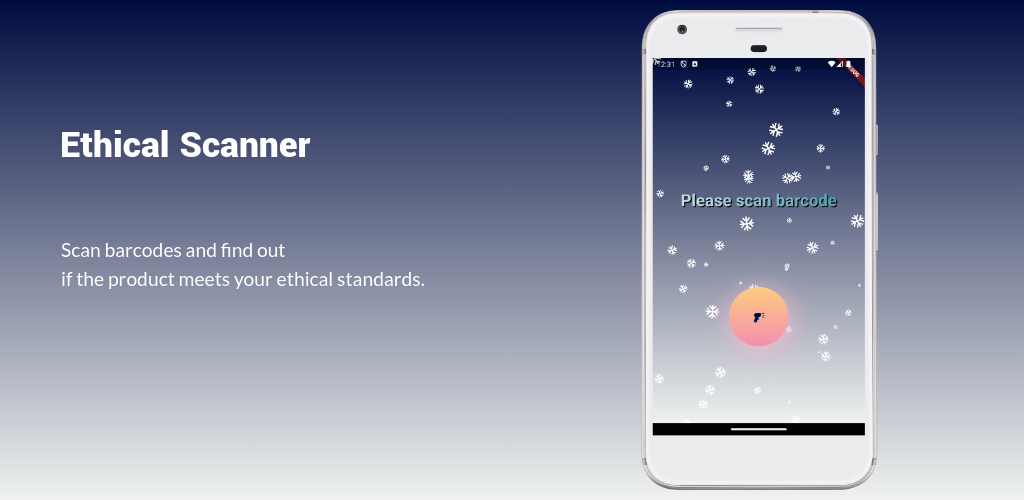 Ethical Scanner
Scan barcodes and find out
if the product meets your ethical standards.
2:31
Please scan barcode